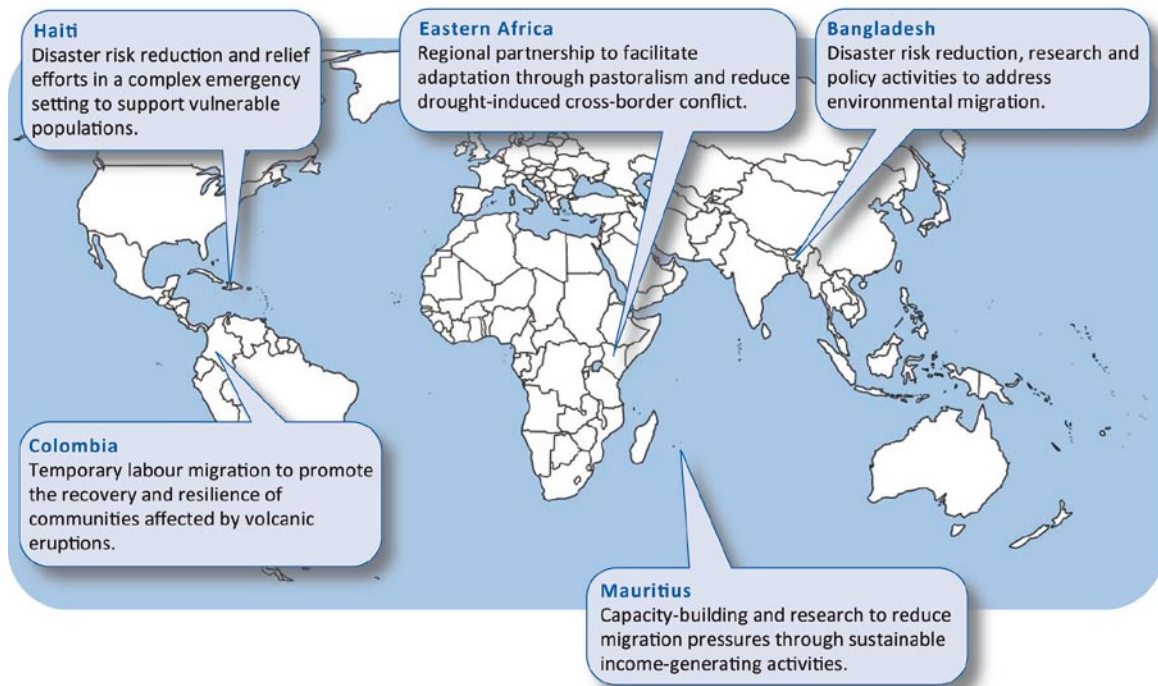 Haiti
Disaster risk reduction and relief
efforts in a complex emergency
setting to support vulnerable
populations.
Eastern Africa
Regional partnership to facilitate
adaptation through pastoralism and reduce
drought-induced cross-border conflict.
Bangladesh
Disaster risk reduction, research and
policy activities to address
environmental migration.
Colombia
Temporary labour migration to promote
the recovery and resilience of
communities affected by volcanic
eruptions.
Mauritius
Capacity-building and research to reduce
migration pressures through sustainable
income-generating activities.